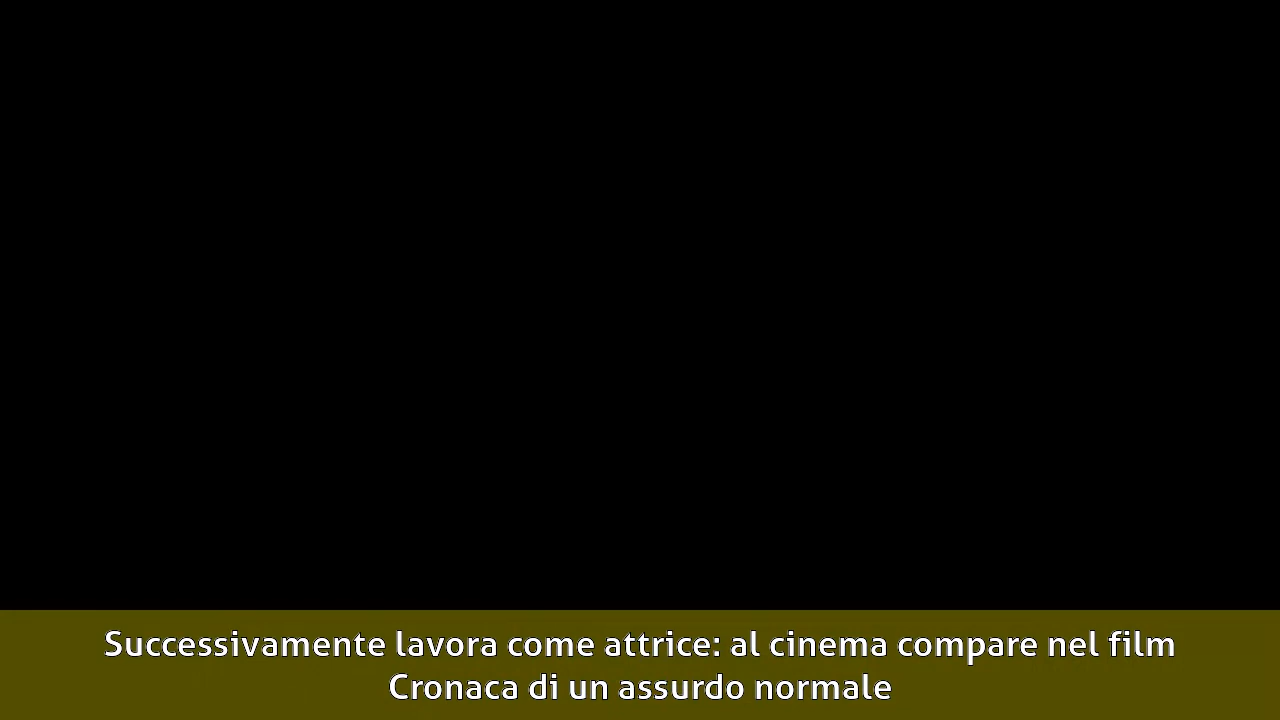 Successivamente lavora come attrice: al cinema compare nel film
Cronaca di un assurdo normale